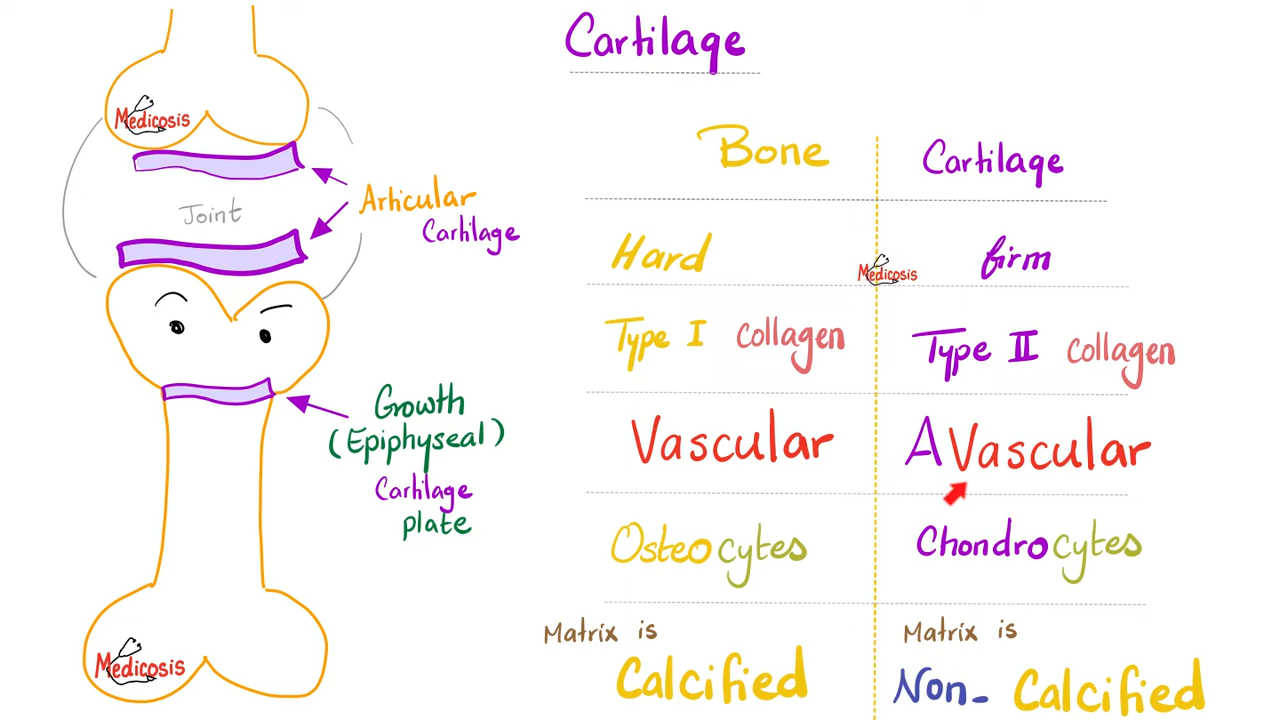 Cartilage
Medicosis
Joint
Articular
Cartilage
Growth
(Epiphyseal)
Cartilage
plate
Medicosis
Bone Cartilage
Hard firm
Medicosis
Type I Collagen Type II Collagen
Vascular AVascular
Osteocytes Chondrocytes
Matrix is Matrix is
Calcified Non- Calcified